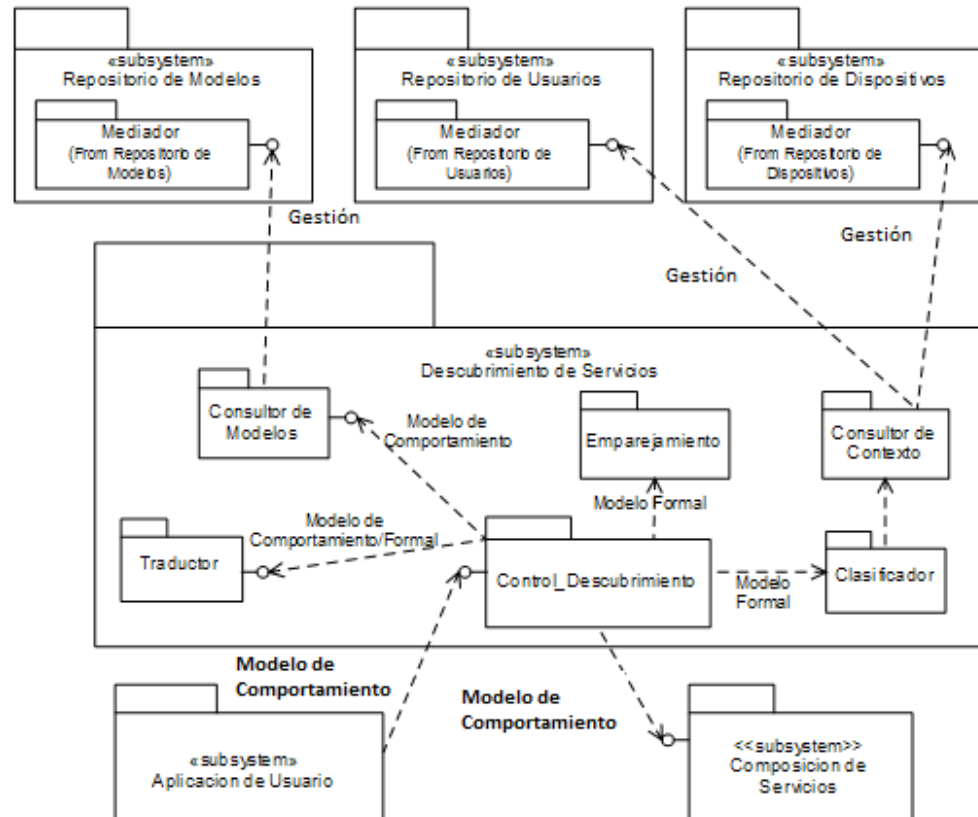 «subsystem»
Repositorio de Modelos
Mediador
(From Repositorio de
Modelos)
«subsystem»
Repositorio de Usuarios
Mediador
(From Repositorio de
Usuarios)
«subsystem»
Repositorio de Dispositivos
Mediador
(From Repositorio de
Dispositivos)
Gestión
Gestión
Gestión
«subsystem»
Descubrimiento de Servicios
Consultor de
Modelos
Modelo de
Comportamiento
Emparejamiento
Consultor de
Contexto
Modelo Formal
Modelo de
Comportamiento/Formal
Traductor
Control_Descubrimiento
Modelo
Formal
Clasificador
Modelo de
Comportamiento
Modelo de
Comportamiento
«subsystem»
Aplicacion de Usuario
<<subsystem>>
Composicion de
Servicios